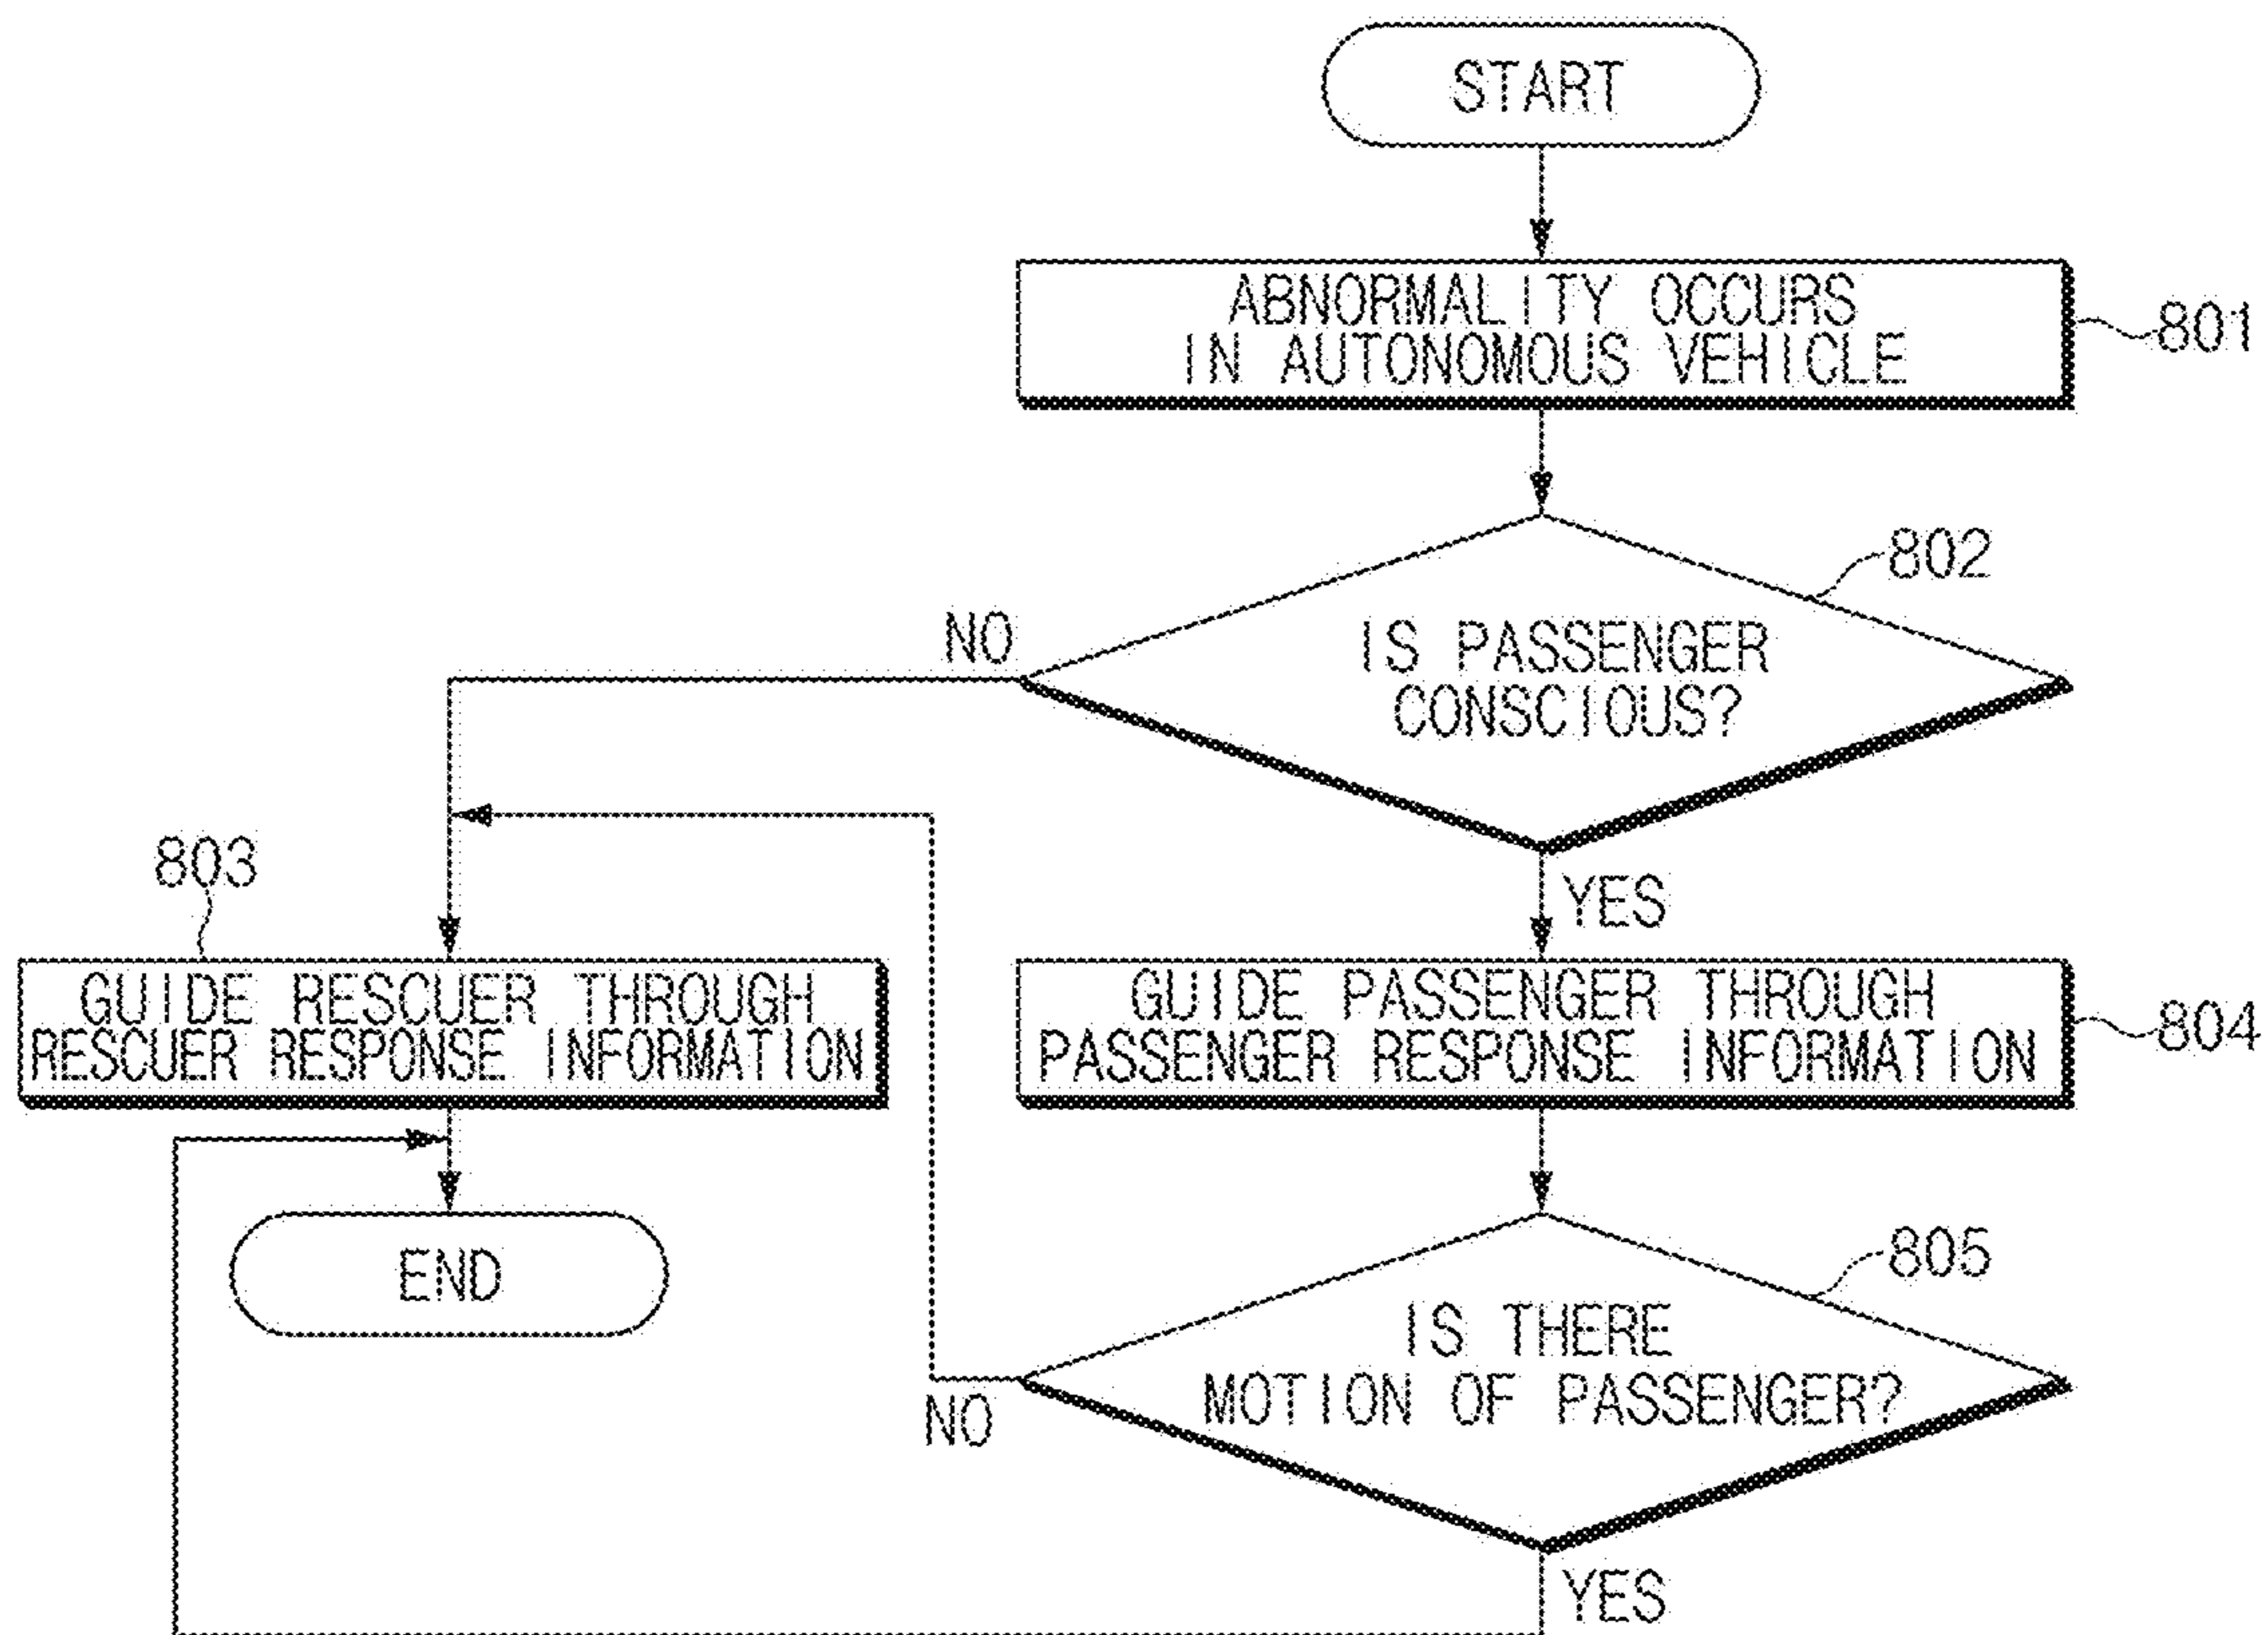 START
ABNORMALITY OCCURS
IN AUTONOMOUS VEHICLE
801
802
IS PASSENGER
CONSCIOUS?
NO
YES
803
GUIDE RESCUER THROUGH
RESCUER RESPONSE INFORMATION
GUIDE PASSENGER THROUGH
PASSENGER RESPONSE INFORMATION
804
END
805
IS THERE
MOTION OF PASSENGER?
NO
YES